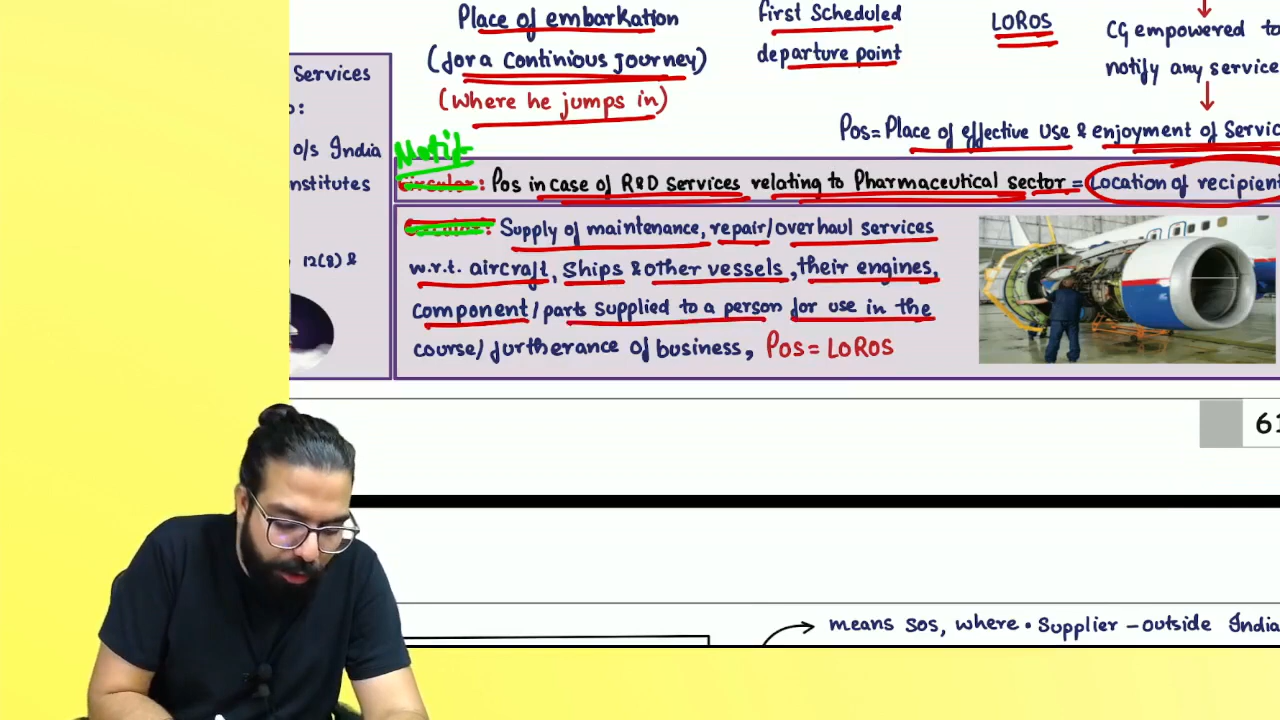 Place of embarkation
(for a continious journey)
(where he jumps in)
first Scheduled
departure point
LOROS
CG empowered to
notify any service
Pos = Place of effective use & enjoyment of Servic
Services
o/s India
nstitutes
12(8) &
Notif
Circular : Pos in case of R&D Services relating to Pharmaceutical sector = Location of recipient
Supply of maintenance, repair/overhaul services
w.r.t. aircraft, ships & other vessels, their engines,
component/parts supplied to a person for use in the
course/ furtherance of business, Pos = LoROS
61
means SOS, where • Supplier – outside India